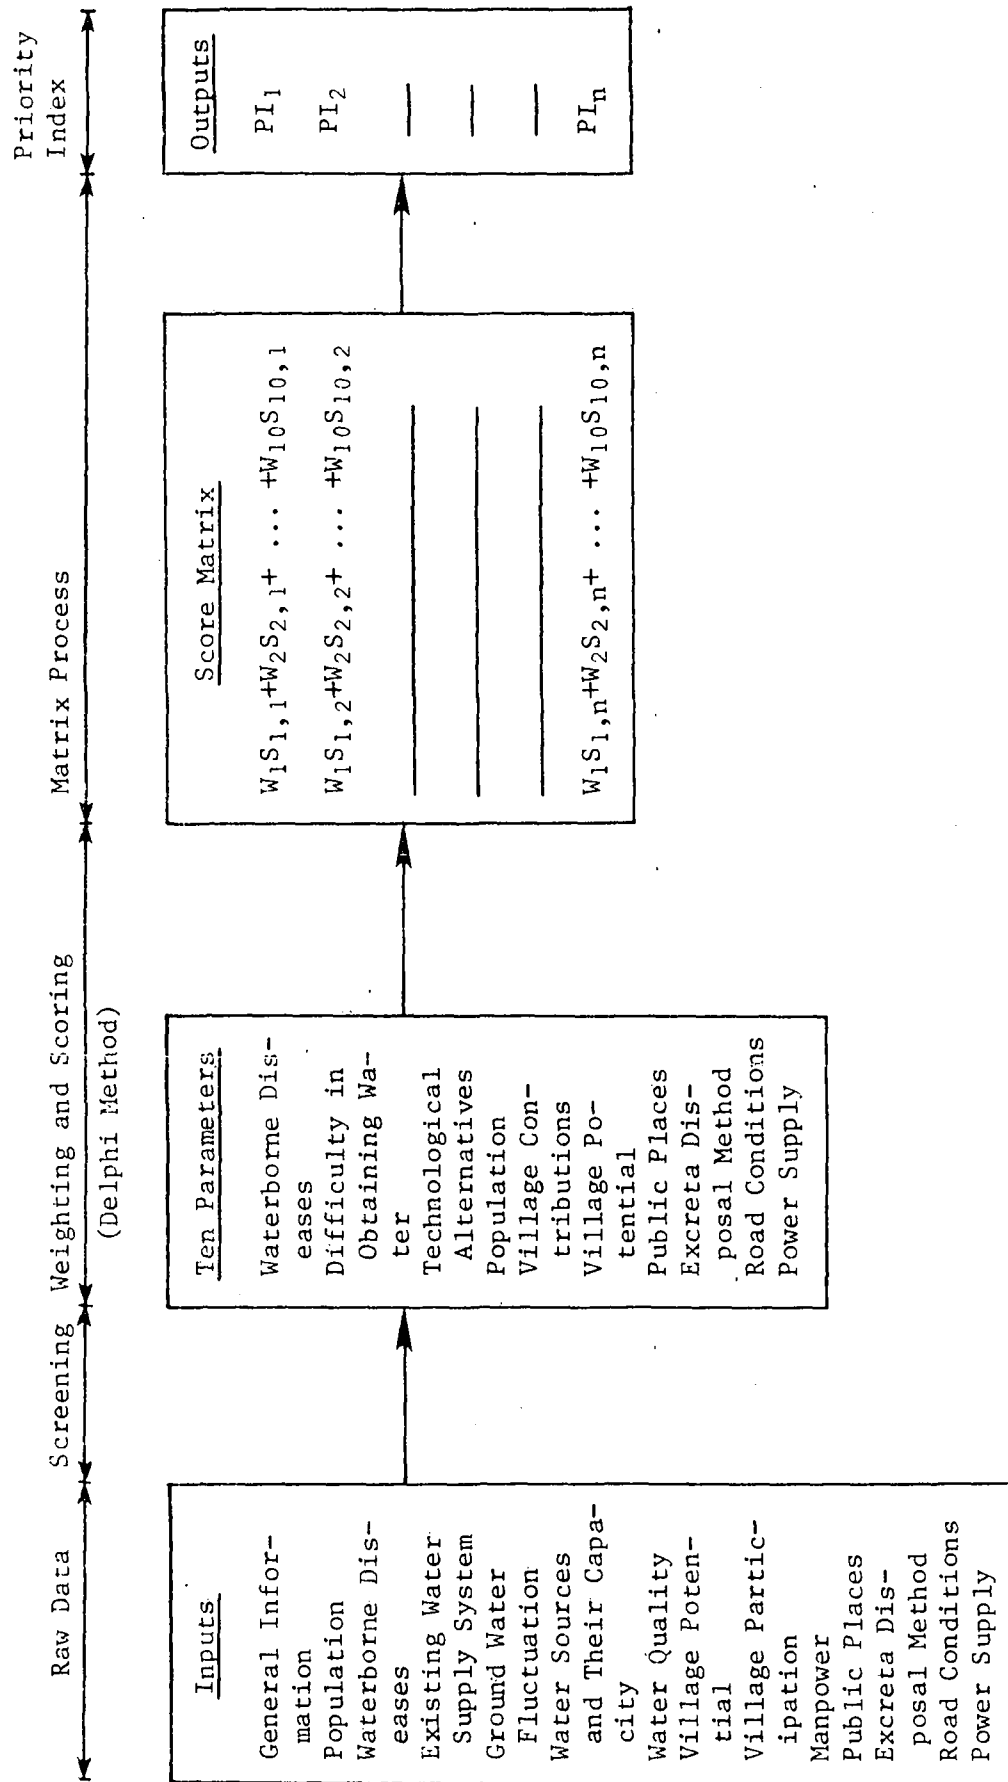 Raw Data
Screening
Weighting and Scoring
(Delphi Method)
Matrix Process
Priority
Index
Inputs
General Infor-
mation
Population
Waterborne Dis-
eases
Existing Water
Supply System
Ground Water
Fluctuation
Water Sources
and Their Capa-
city
Water Quality
Village Poten-
tial
Village Partic-
ipation
Manpower
Public Places
Excreta Dis-
posal Method
Road Conditions
Power Supply
Ten Parameters
Waterborne Dis-
eases
Difficulty in
Obtaining Wa-
ter
Technological
Alternatives
Population
Village Con-
tributions
Village Po-
tential
Public Places
Excreta Dis-
posal Method
Road Conditions
Power Supply
Score Matrix
W₁S₁,₁+W₂S₂,₁+ ... +W₁₀S₁₀,₁
W₁S₁,₂+W₂S₂,₂+ ... +W₁₀S₁₀,₂
W₁S₁,ₙ+W₂S₂,ₙ+ ... +W₁₀S₁₀,ₙ
Outputs
PI₁
PI₂
PIₙ